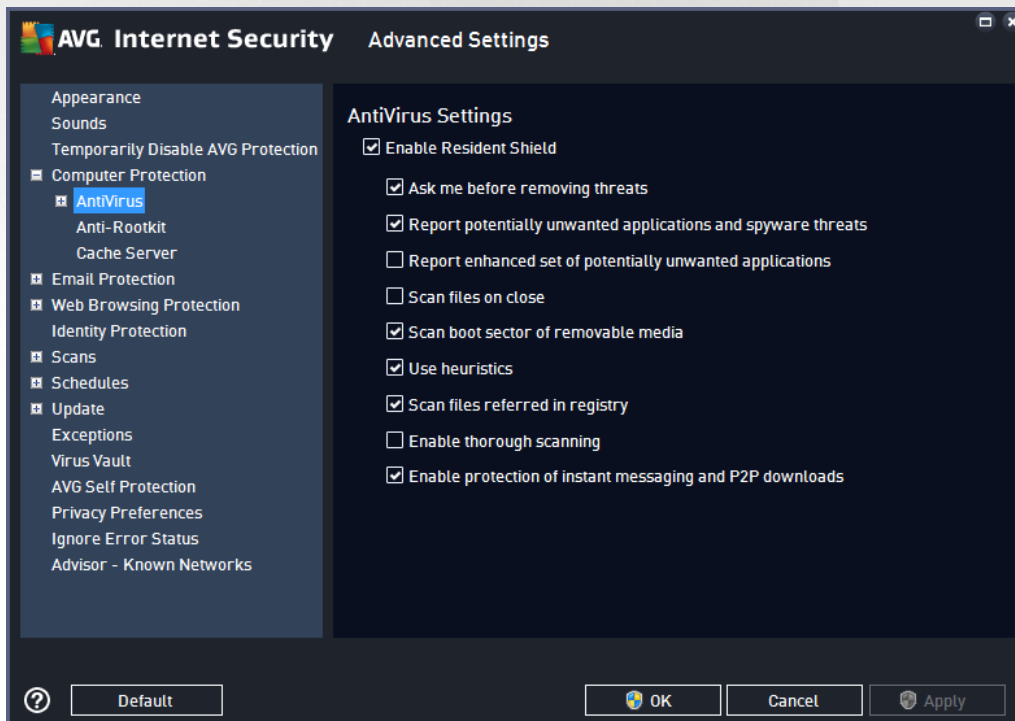 AVG. Internet Security Advanced Settings
Appearance
Sounds
Temporarily Disable AVG Protection
Computer Protection
AntiVirus
Anti-Rootkit
Cache Server
Email Protection
Web Browsing Protection
Identity Protection
Scans
Schedules
Update
Exceptions
Virus Vault
AVG Self Protection
Privacy Preferences
Ignore Error Status
Advisor - Known Networks
AntiVirus Settings
Enable Resident Shield
Ask me before removing threats
Report potentially unwanted applications and spyware threats
Report enhanced set of potentially unwanted applications
Scan files on close
Scan boot sector of removable media
Use heuristics
Scan files referred in registry
Enable thorough scanning
Enable protection of instant messaging and P2P downloads
? Default OK Cancel Apply